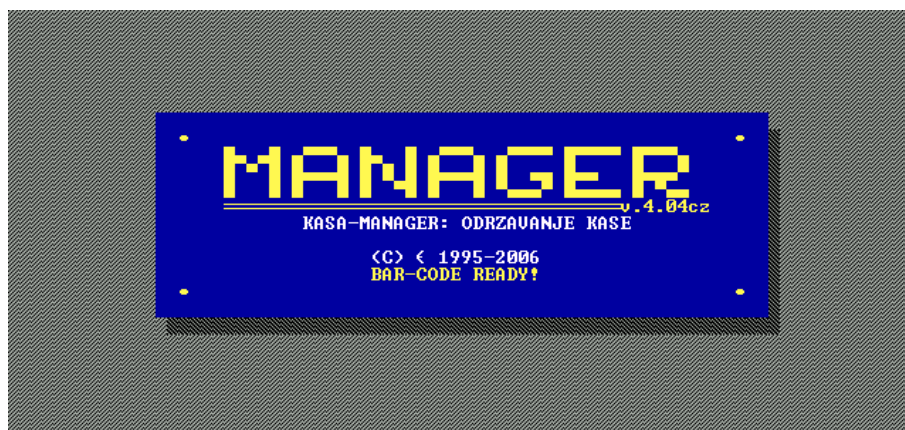 MANAGER
v.4.04cz
KASA-MANAGER: ODRZAVANJE KASE
(C) < 1995-2006
BAR-CODE READY!